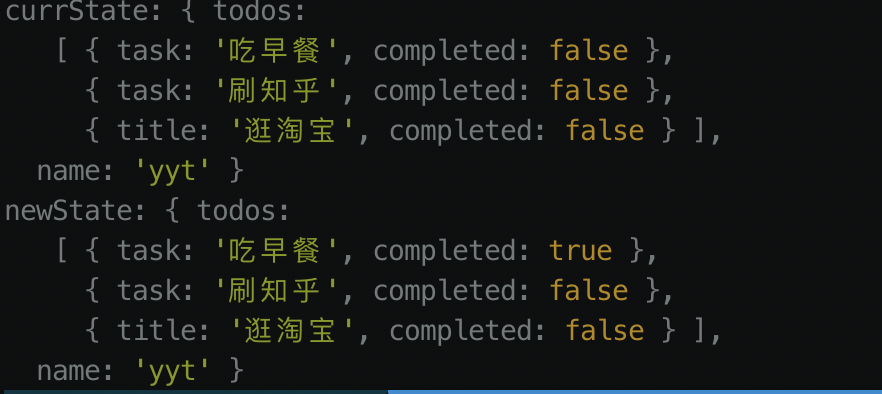 currState: { todos:
[ { task: '吃早餐', completed: false },
{ task: '刷知乎', completed: false },
{ title: '逛淘宝', completed: false } ],
name: 'yyt' }
newState: { todos:
[ { task: '吃早餐', completed: true },
{ task: '刷知乎', completed: false },
{ title: '逛淘宝', completed: false } ],
name: 'yyt' }